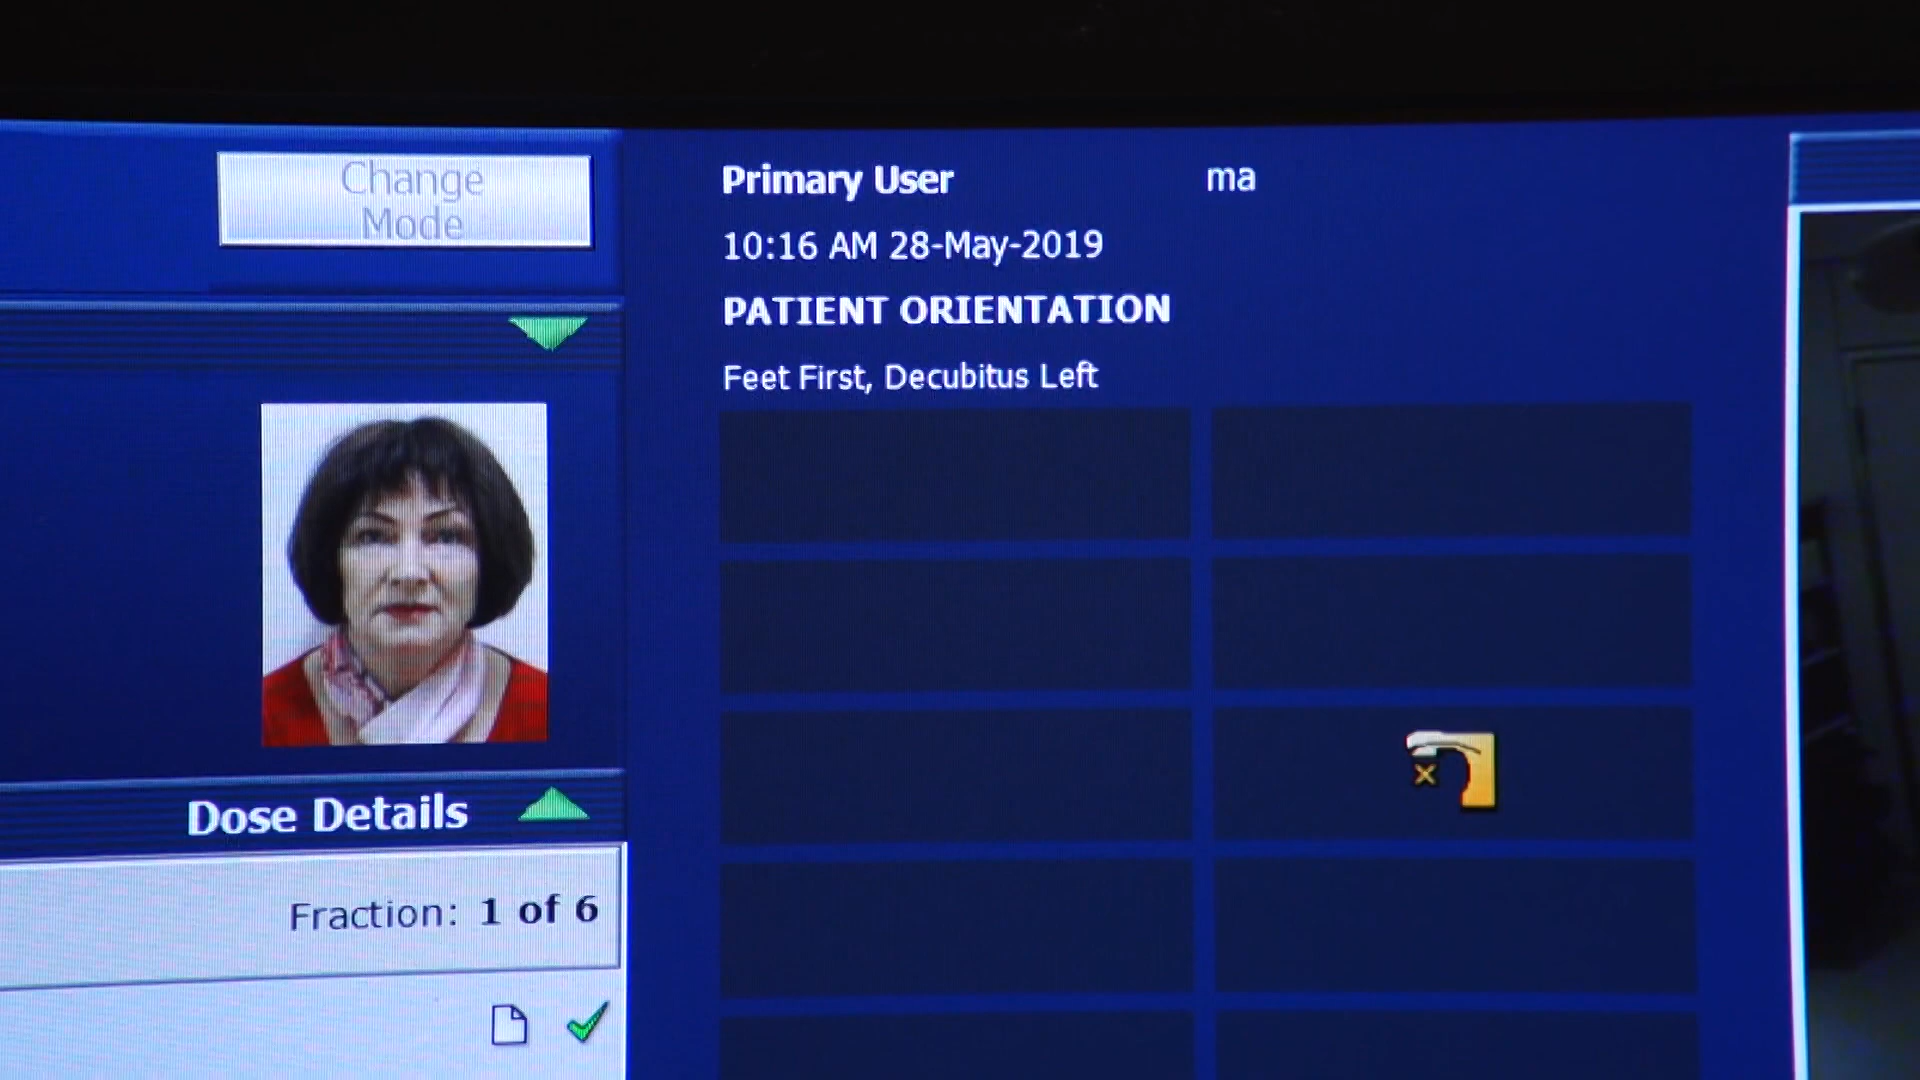 Change
Mode
Primary User ma
10:16 AM 28-May-2019
PATIENT ORIENTATION
Feet First, Decubitus Left
Dose Details
Fraction: 1 of 6